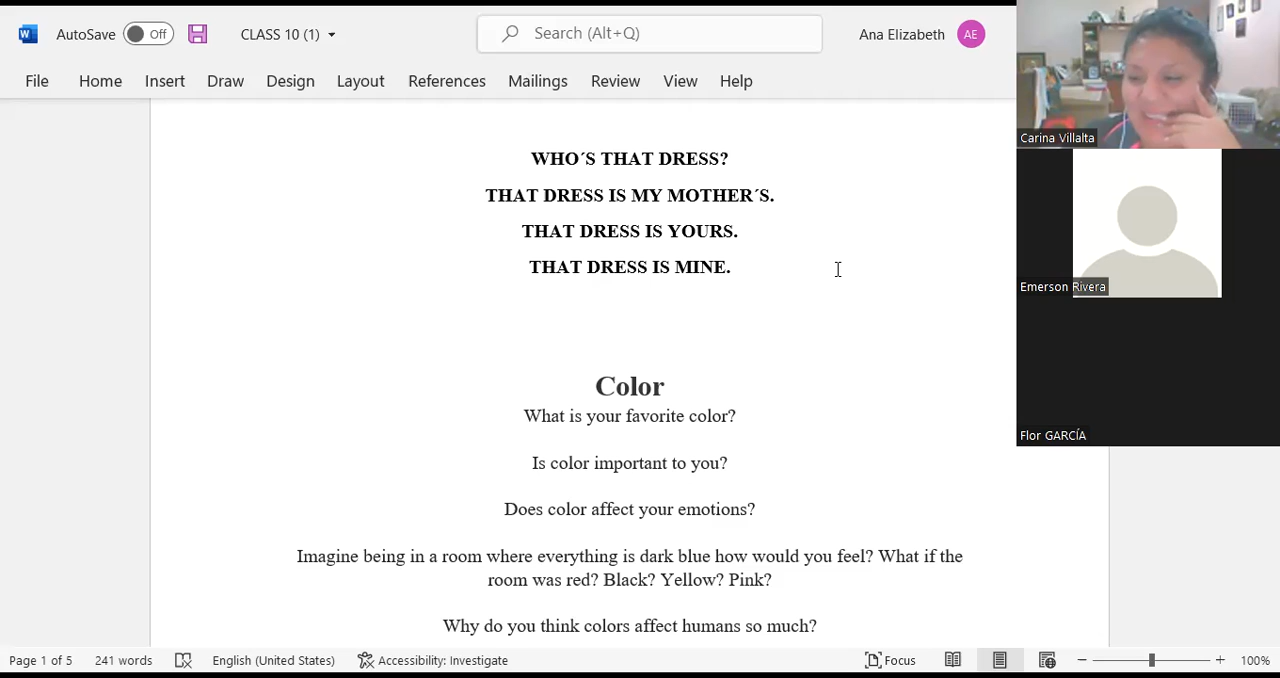 AutoSave Off CLASS 10 (1) Search (Alt+Q) Ana Elizabeth AE
File Home Insert Draw Design Layout References Mailings Review View Help
WHO´S THAT DRESS?
THAT DRESS IS MY MOTHER´S.
THAT DRESS IS YOURS.
THAT DRESS IS MINE.
Color
What is your favorite color?
Is color important to you?
Does color affect your emotions?
Imagine being in a room where everything is dark blue how would you feel? What if the
room was red? Black? Yellow? Pink?
Why do you think colors affect humans so much?
Carina Villalta
Emerson Rivera
Flor GARCÍA
Page 1 of 5 241 words English (United States) Accessibility: Investigate Focus 100%